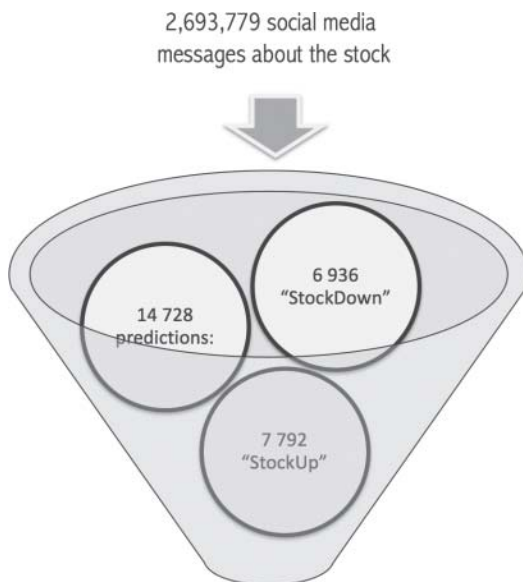 2,693,779 social media
messages about the stock
6 936
“StockDown”
14 728
predictions:
7 792
“StockUp”